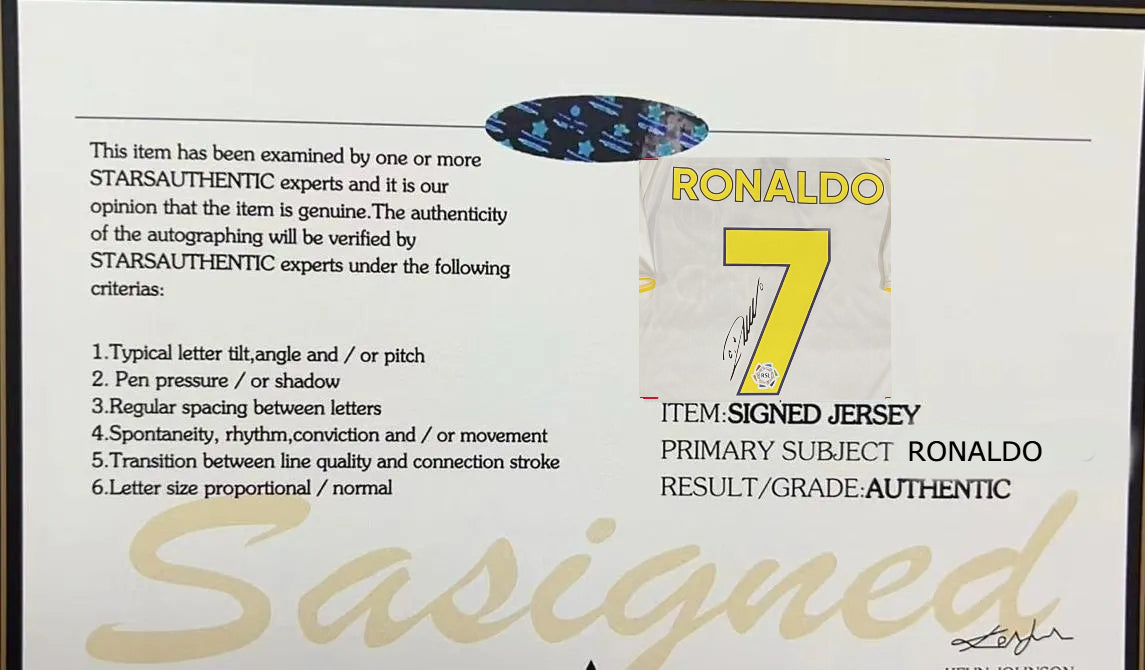 This item has been examined by one or more
STARSAUTHENTIC experts and it is our
opinion that the item is genuine.The authenticity
of the autographing will be verified by
STARSAUTHENTIC experts under the following
criterias:
1.Typical letter tilt,angle and / or pitch
2. Pen pressure / or shadow
3.Regular spacing between letters
4.Spontaneity, rhythm,conviction and / or movement
5.Transition between line quality and connection stroke
6.Letter size proportional / normal
RONALDO
7
RSL
ITEM:SIGNED JERSEY
PRIMARY SUBJECT RONALDO
RESULT/GRADE:AUTHENTIC
Sasigned